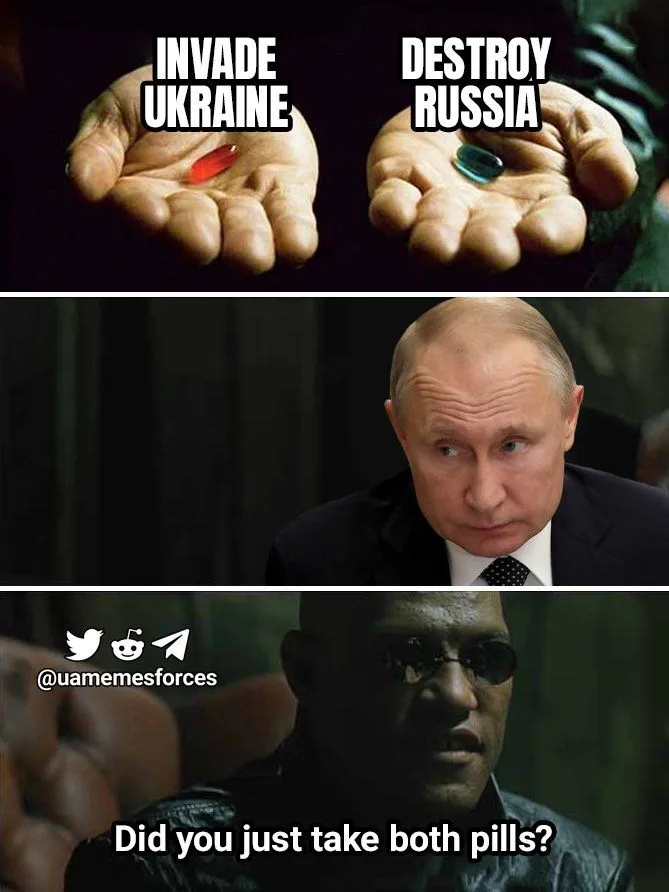 INVADE
UKRAINE
DESTROY
RUSSIA
@uamemesforces
Did you just take both pills?